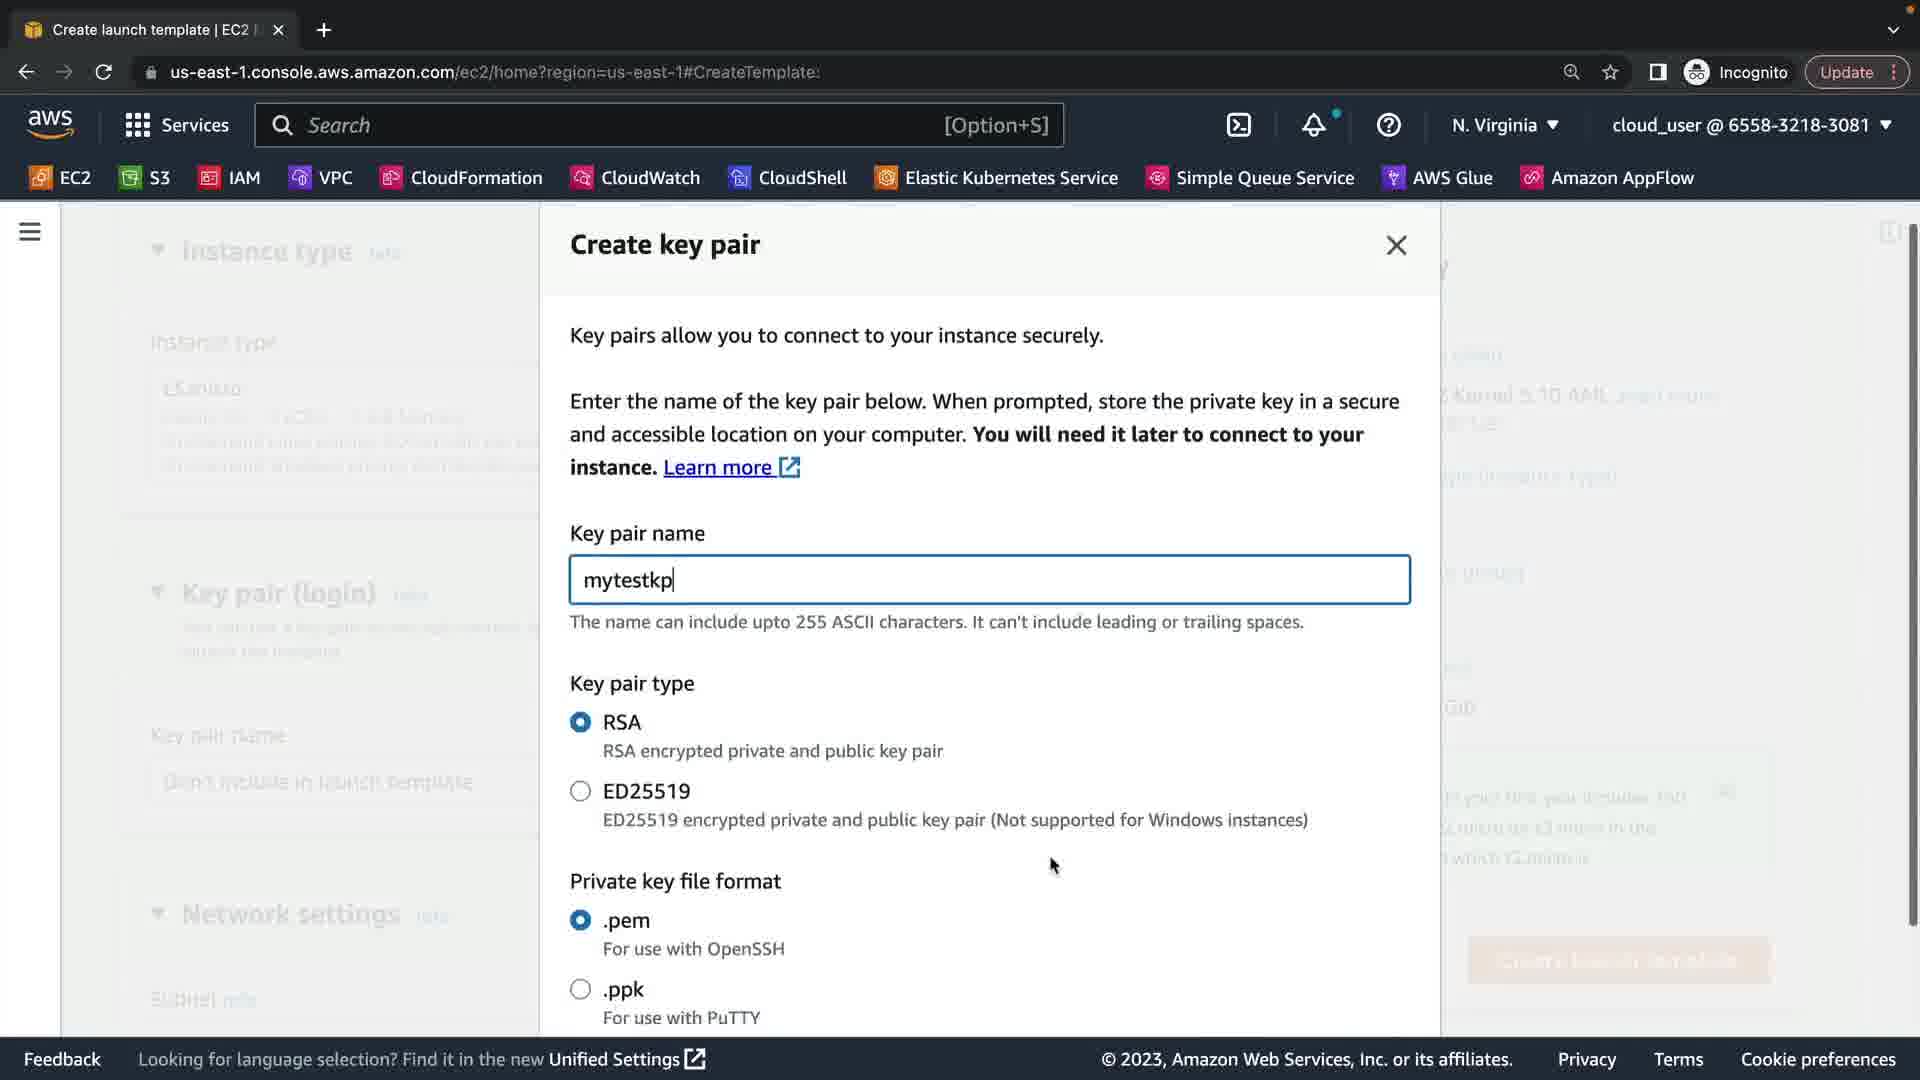 Create launch template | EC2
us-east-1.console.aws.amazon.com/ec2/home?region=us-east-1#CreateTemplate:
Incognito
Update
aws
Services
Search
[Option+S]
N. Virginia
cloud_user @ 6558-3218-3081
EC2
S3
IAM
VPC
CloudFormation
CloudWatch
CloudShell
Elastic Kubernetes Service
Simple Queue Service
AWS Glue
Amazon AppFlow
Instance type Info
Instance type
Key pair (login) Info
Key pair name
Don't include in launch template
Network settings Info
Subnet Info
Create key pair
Key pairs allow you to connect to your instance securely.
Enter the name of the key pair below. When prompted, store the private key in a secure
and accessible location on your computer. You will need it later to connect to your
instance. Learn more
Key pair name
mytestkp
The name can include upto 255 ASCII characters. It can't include leading or trailing spaces.
Key pair type
RSA
RSA encrypted private and public key pair
ED25519
ED25519 encrypted private and public key pair (Not supported for Windows instances)
Private key file format
.pem
For use with OpenSSH
.ppk
For use with PuTTY
Kernel 5.10 AMI
Create launch template
Feedback
Looking for language selection? Find it in the new Unified Settings
© 2023, Amazon Web Services, Inc. or its affiliates.
Privacy
Terms
Cookie preferences